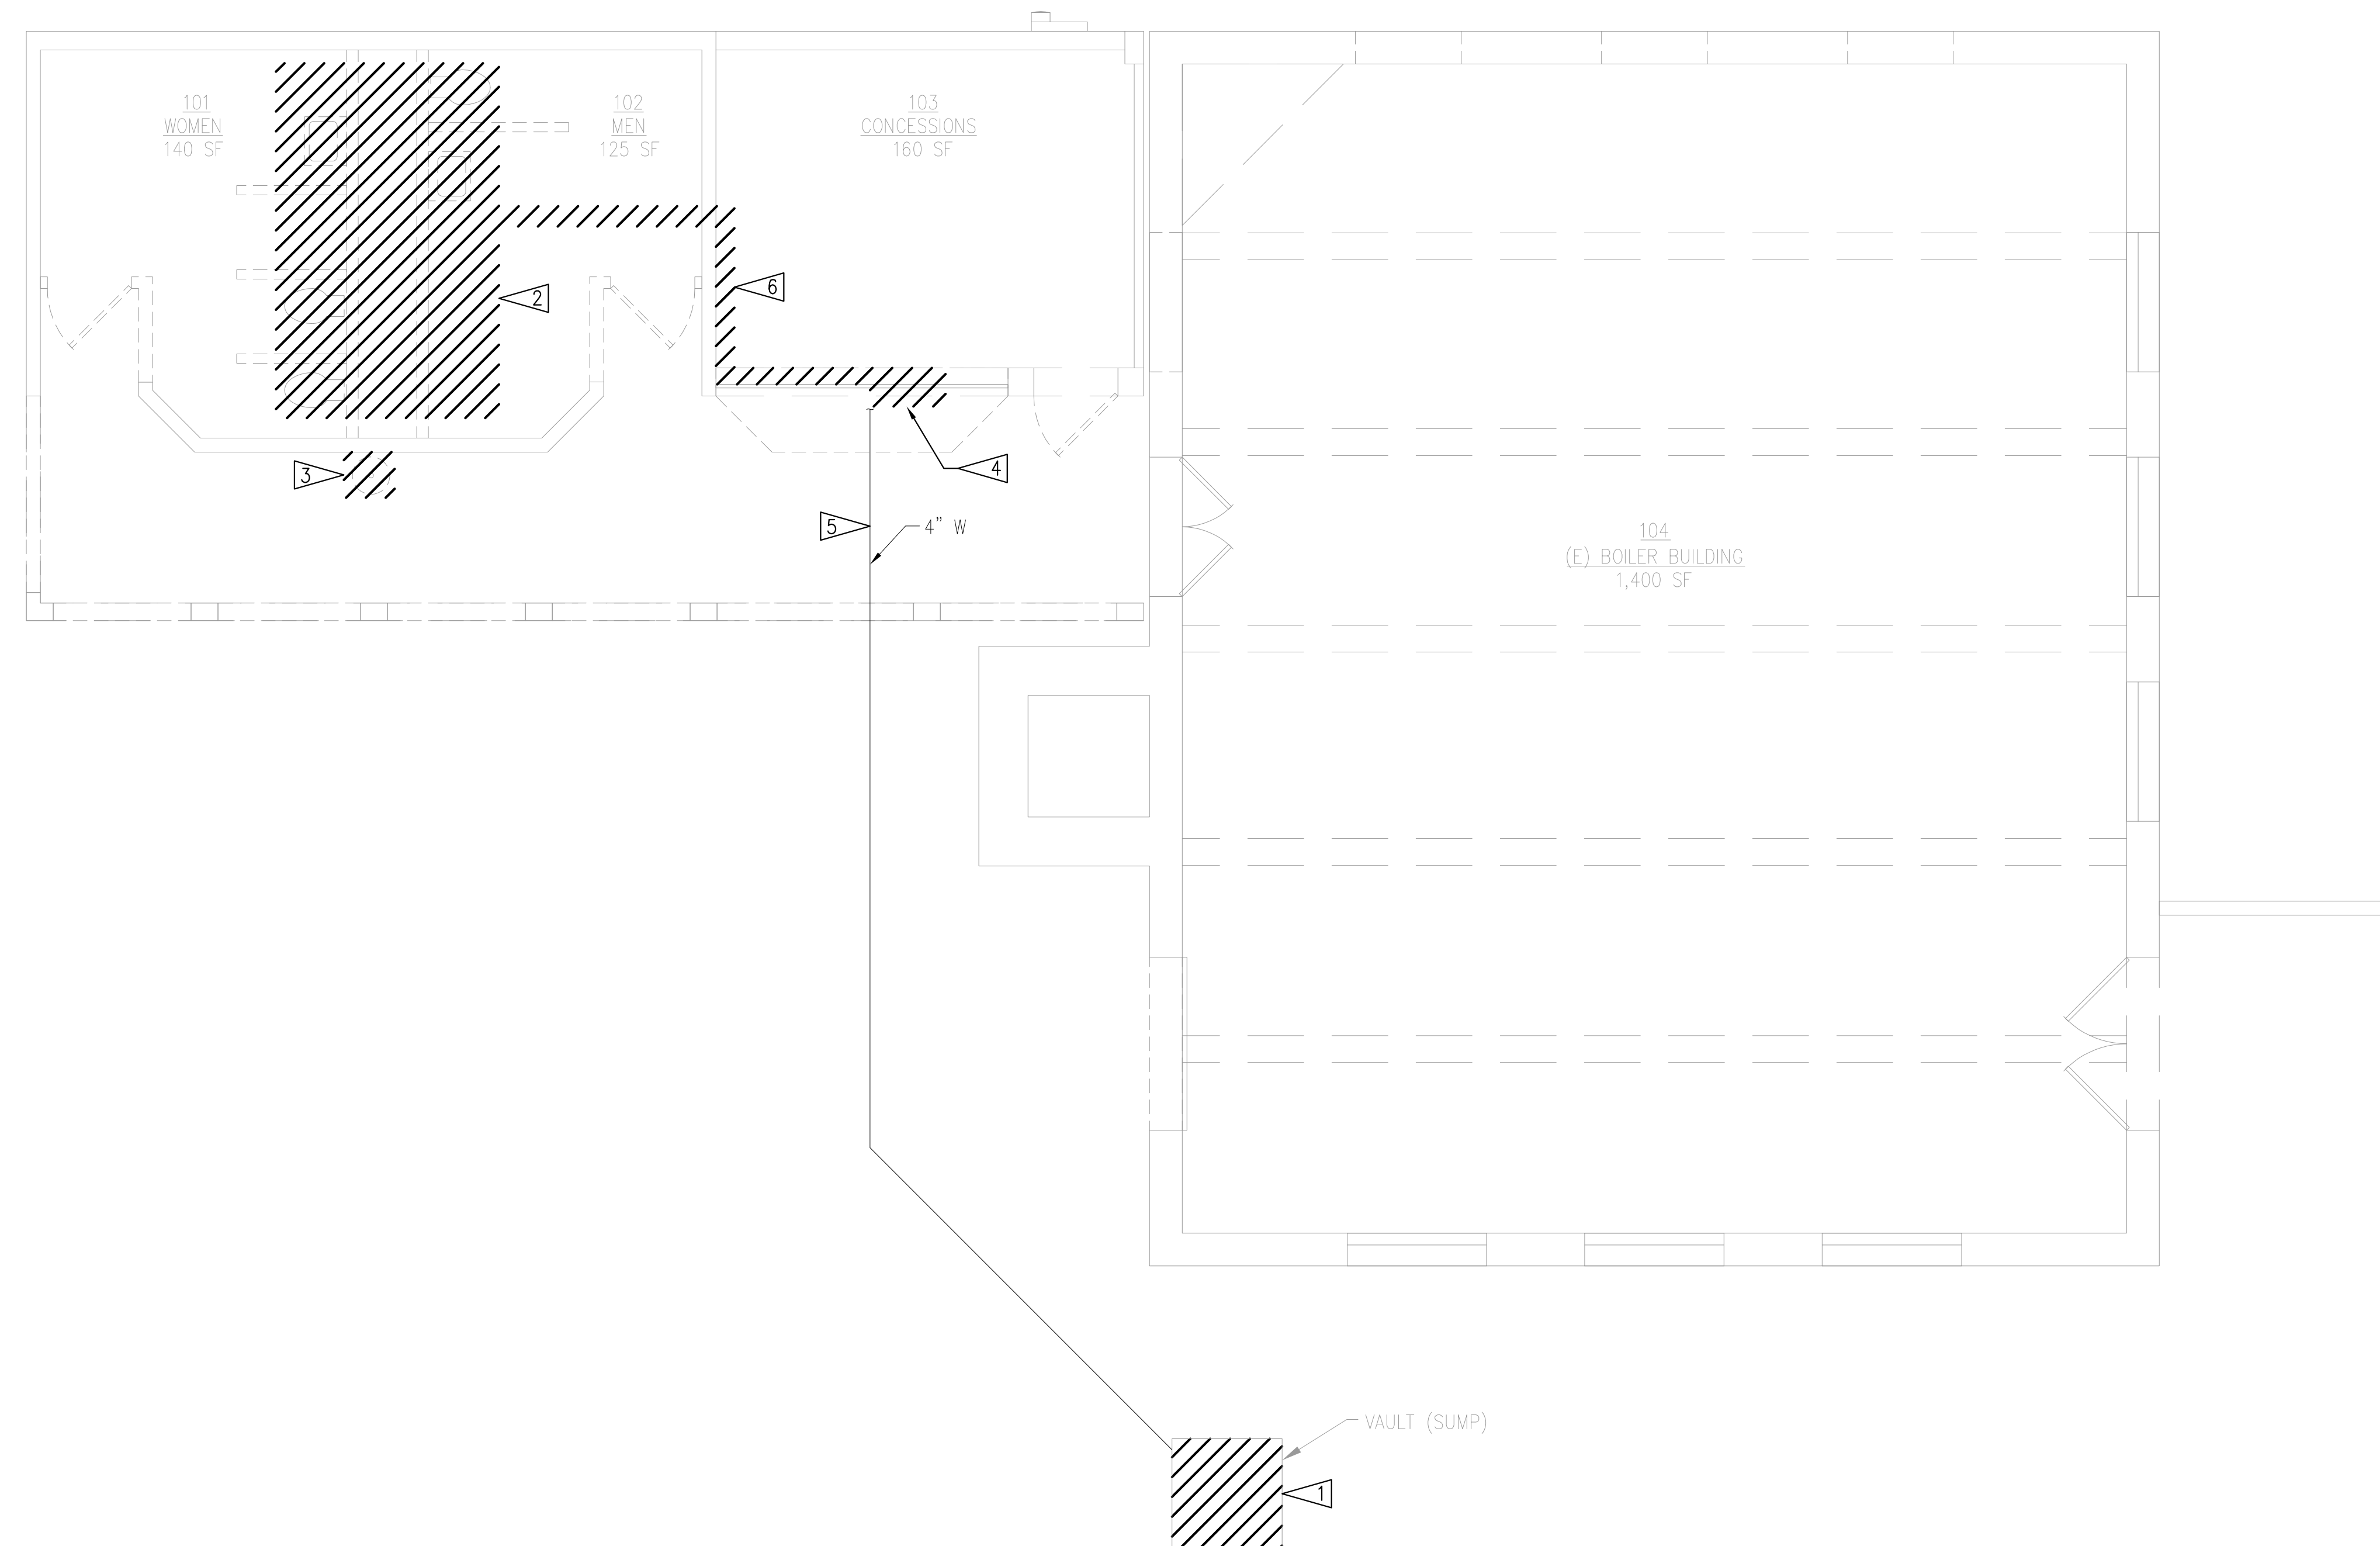 101
WOMEN
140 SF
102
MEN
125 SF
103
CONCESSIONS
160 SF
2
6
3
4
5
4" W
104
(E) BOILER BUILDING
1,400 SF
VAULT (SUMP)
1